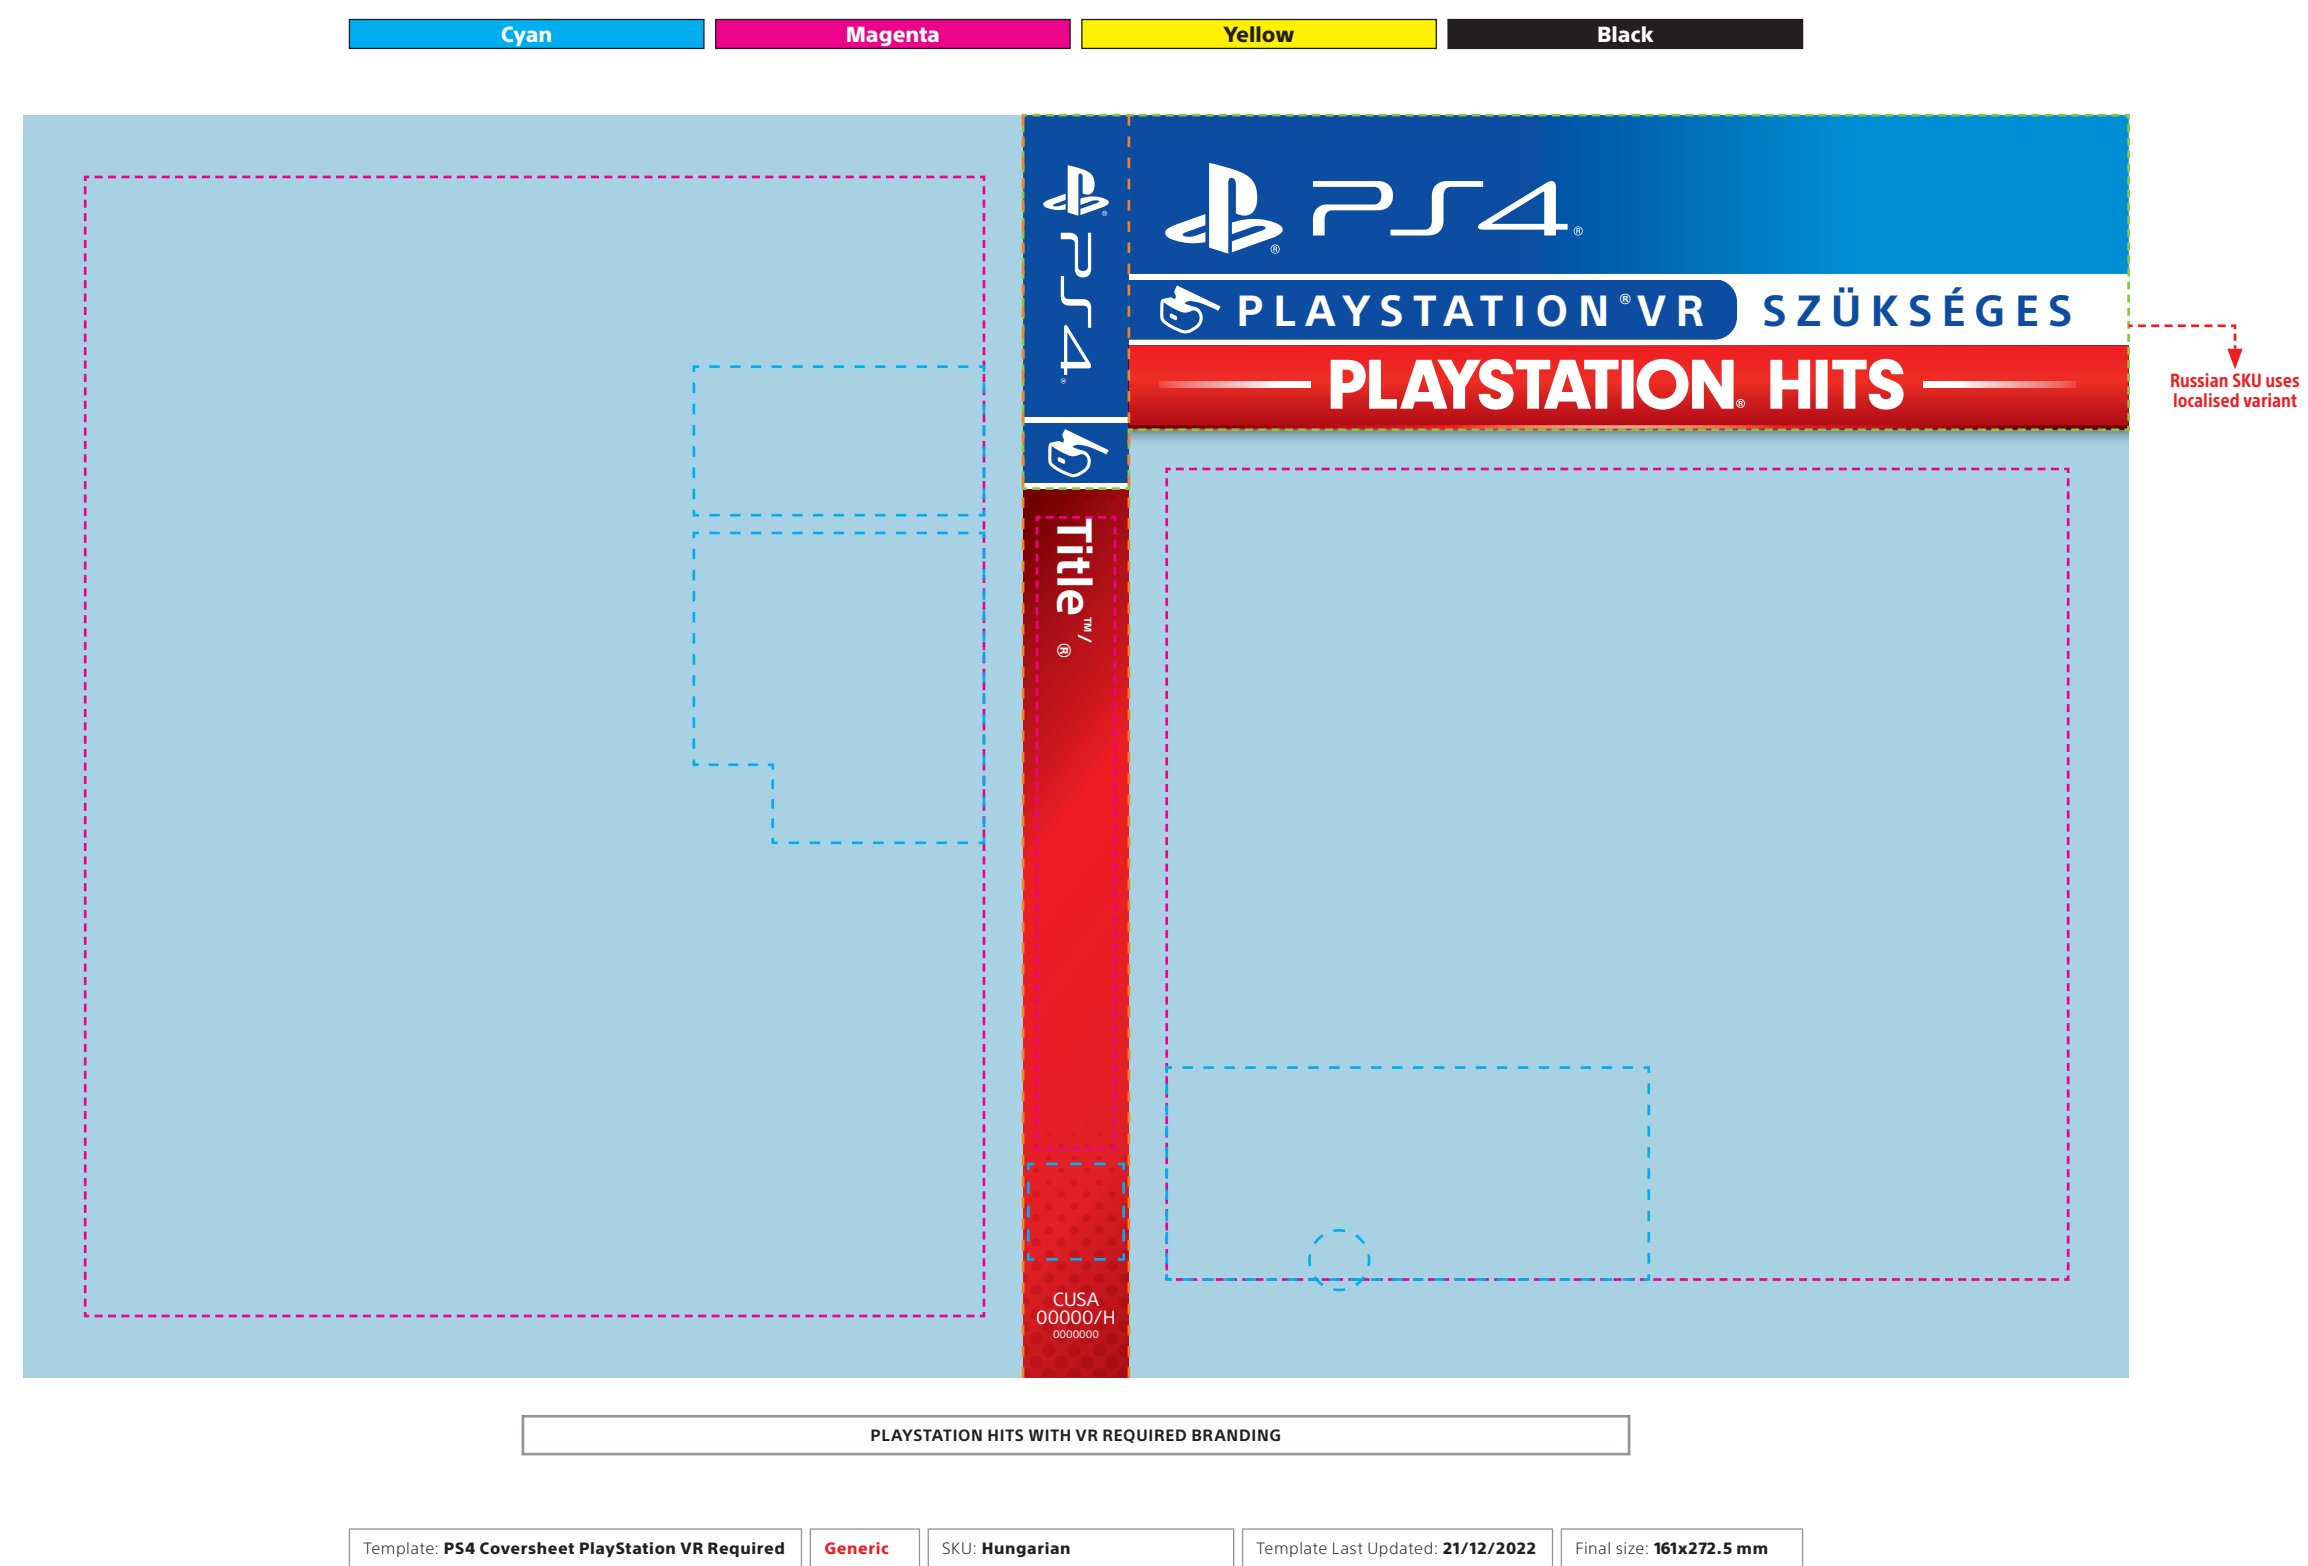 Cyan
Magenta
Yellow
Black
PS4®
PLAYSTATION®VR SZÜKSÉGES
PLAYSTATION® HITS
Russian SKU uses
localised variant
PS4®
Title™/®
CUSA
00000/H
0000000
PLAYSTATION HITS WITH VR REQUIRED BRANDING
Template: PS4 Coversheet PlayStation VR Required
Generic
SKU: Hungarian
Template Last Updated: 21/12/2022
Final size: 161x272.5 mm